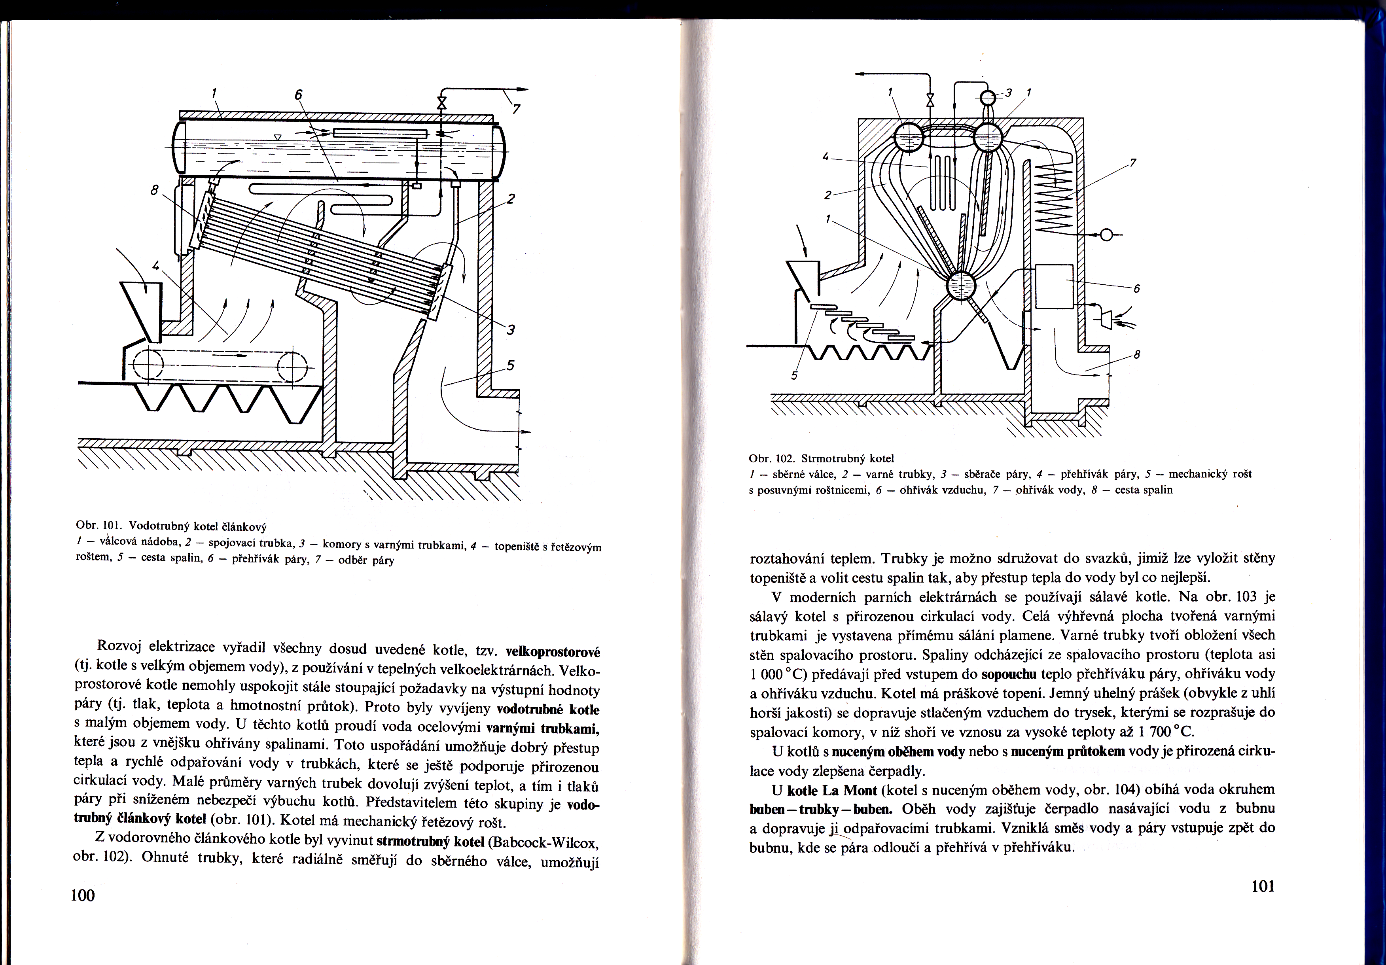 1
6
7
8
2
4
3
5
Obr. 101. Vodotrubný kotel článkový
1 — válcová nádoba, 2 — spojovací trubka, 3 — komory s varnými trubkami, 4 — topeniště s řetězovým
roštem, 5 — cesta spalin, 6 — přehřívák páry, 7 — odběr páry
Rozvoj elektrizace vyřadil všechny dosud uvedené kotle, tzv. velkoprostorové
(tj. kotle s velkým objemem vody), z používání v tepelných velkoelektrárnách. Velko-
prostorové kotle nemohly uspokojit stále stoupající požadavky na výstupní hodnoty
páry (tj. tlak, teplota a hmotnostní průtok). Proto byly vyvíjeny vodotrubné kotle
s malým objemem vody. U těchto kotlů proudí voda ocelovými varnými trubkami,
které jsou z vnějšku ohřívány spalinami. Toto uspořádání umožňuje dobrý přestup
tepla a rychlé odpařování vody v trubkách, které se ještě podporuje přirozenou
cirkulací vody. Malé průměry varných trubek dovolují zvýšení teplot, a tím i tlaků
páry při sníženém nebezpečí výbuchu kotlů. Představitelem této skupiny je vodo-
trubný článkový kotel (obr. 101). Kotel má mechanický řetězový rošt.
Z vodorovného článkového kotle byl vyvinut strmotrubný kotel (Babcock-Wilcox,
obr. 102). Ohnuté trubky, které radiálně směřují do sběrného válce, umožňují
100
1
3 1
4
7
2
1
6
8
5
Obr. 102. Strmotrubný kotel
1 — sběrné válce, 2 — varné trubky, 3 — sběrače páry, 4 — přehřívák páry, 5 — mechanický rošt
s posuvnými roštnicemi, 6 — ohřívák vzduchu, 7 — ohřívák vody, 8 — cesta spalin
roztahování teplem. Trubky je možno sdružovat do svazků, jimiž lze vyložit stěny
topeniště a volit cestu spalin tak, aby přestup tepla do vody byl co nejlepší.
V moderních parních elektrárnách se používají sálavé kotle. Na obr. 103 je
sálavý kotel s přirozenou cirkulací vody. Celá výhřevná plocha tvořená varnými
trubkami je vystavena přímému sálání plamene. Varné trubky tvoří obložení všech
stěn spalovacího prostoru. Spaliny odcházející ze spalovacího prostoru (teplota asi
1 000 °C) předávají před vstupem do sopouchu teplo přehříváku páry, ohříváku vody
a ohříváku vzduchu. Kotel má práškové topení. Jemný uhelný prášek (obvykle z uhlí
horší jakosti) se dopravuje stlačeným vzduchem do trysek, kterými se rozprašuje do
spalovací komory, v níž shoří ve vznosu za vysoké teploty až 1 700 °C.
U kotlů s nuceným oběhem vody nebo s nuceným průtokem vody je přirozená cirku-
lace vody zlepšena čerpadly.
U kotle La Mont (kotel s nuceným oběhem vody, obr. 104) obíhá voda okruhem
buben—trubky—buben. Oběh vody zajišťuje čerpadlo nasávající vodu z bubnu
a dopravuje ji odpařovacími trubkami. Vzniklá směs vody a páry vstupuje zpět do
bubnu, kde se pára odloučí a přehřívá v přehříváku.
101